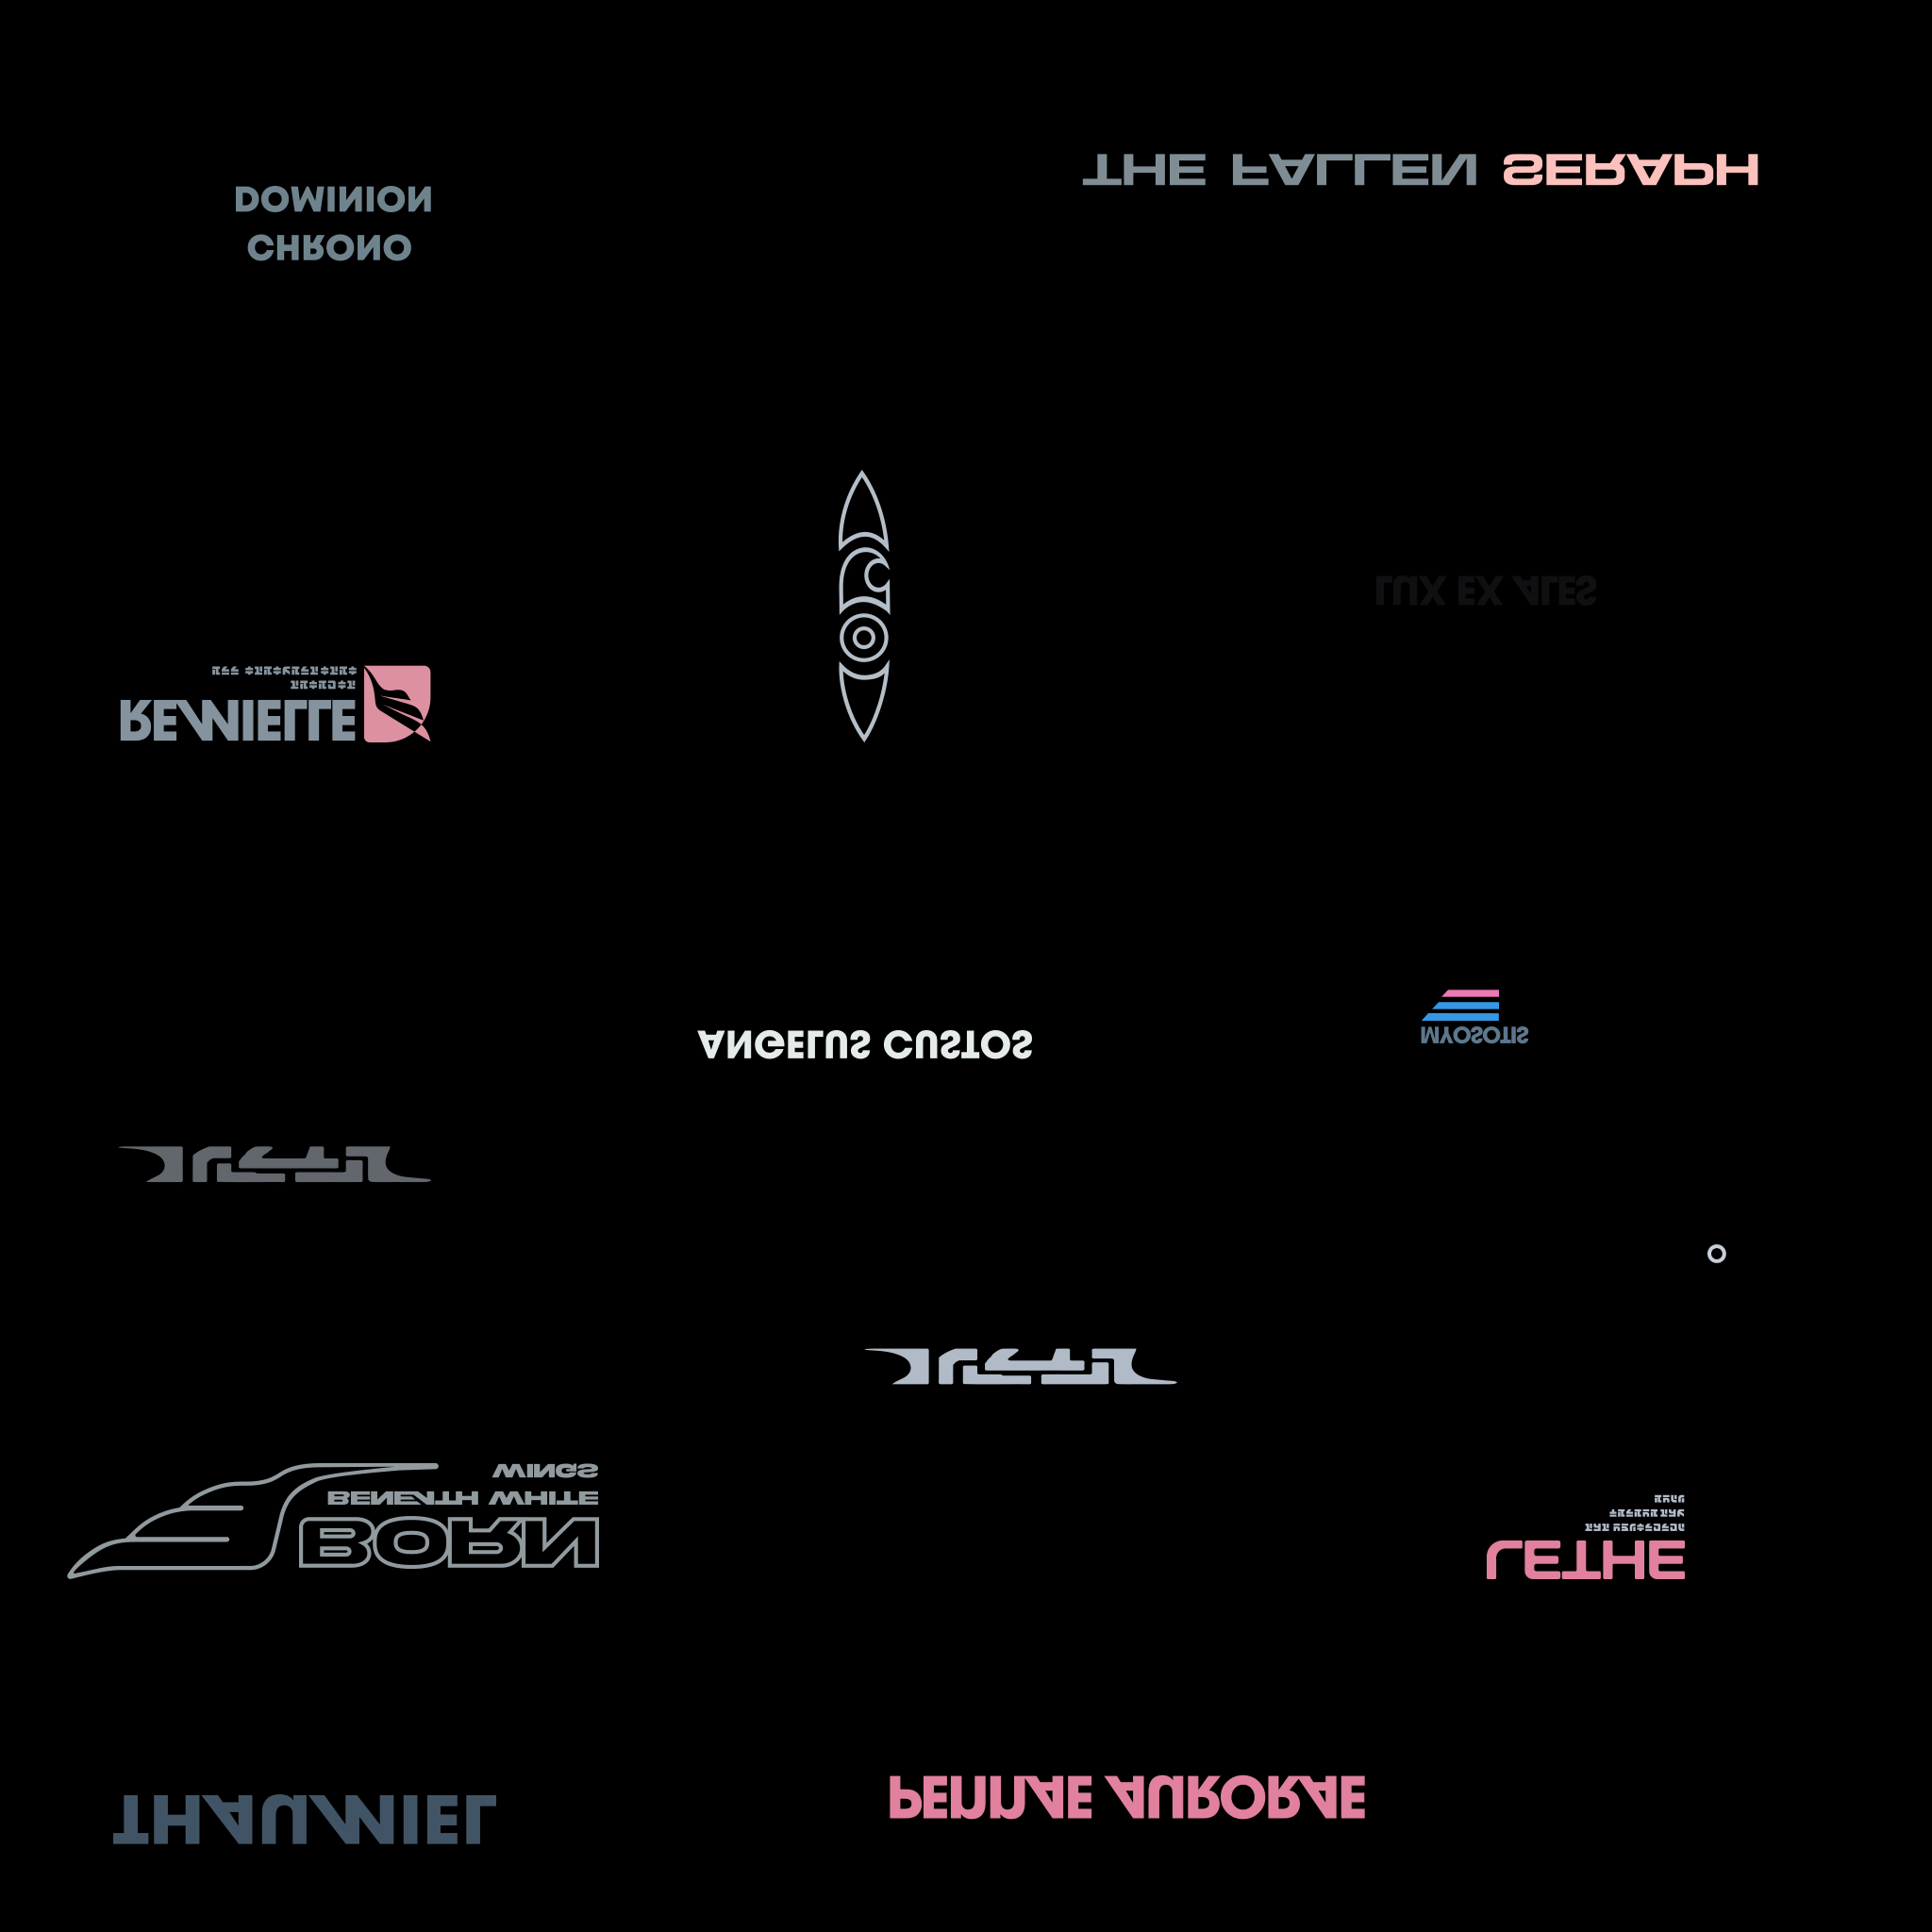 THE FALLEN SERAPH
CHRONO
DOMINION
LUX EX ALES
REMIELLE
ANGELUS CUSTOS
MYOSOTIS
BORN
BENEATH WHITE
WINGS
LETHE
PENNAE AURORAE
THAUMIEL